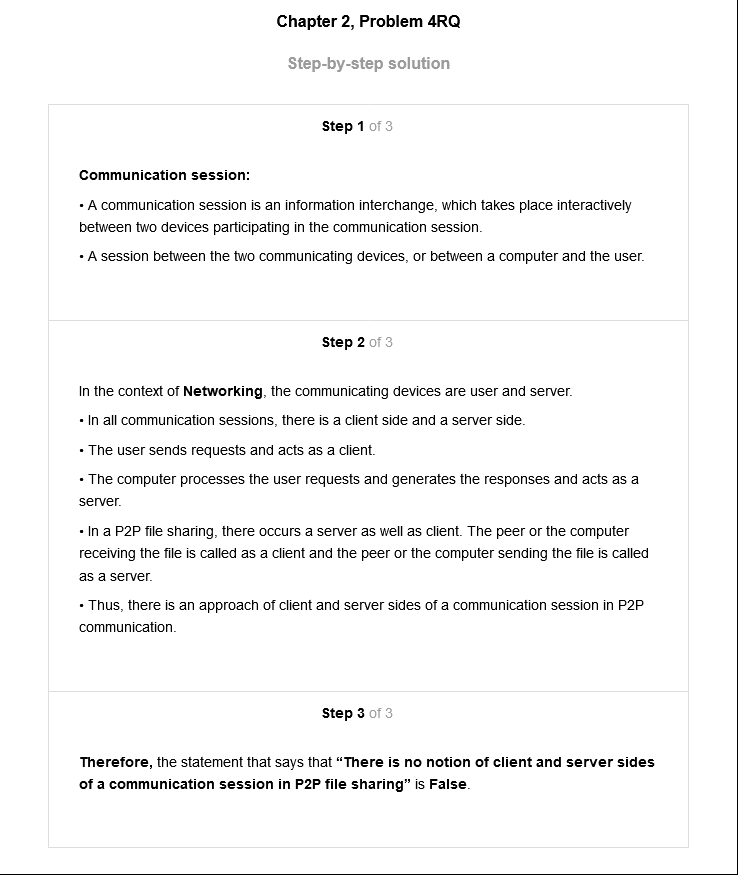 Chapter 2, Problem 4RQ
Step-by-step solution
Step 1 of 3
Communication session:
• A communication session is an information interchange, which takes place interactively
between two devices participating in the communication session.
• A session between the two communicating devices, or between a computer and the user.
Step 2 of 3
In the context of Networking, the communicating devices are user and server.
• In all communication sessions, there is a client side and a server side.
• The user sends requests and acts as a client.
• The computer processes the user requests and generates the responses and acts as a
server.
• In a P2P file sharing, there occurs a server as well as client. The peer or the computer
receiving the file is called as a client and the peer or the computer sending the file is called
as a server.
• Thus, there is an approach of client and server sides of a communication session in P2P
communication.
Step 3 of 3
Therefore, the statement that says that “There is no notion of client and server sides
of a communication session in P2P file sharing” is False.